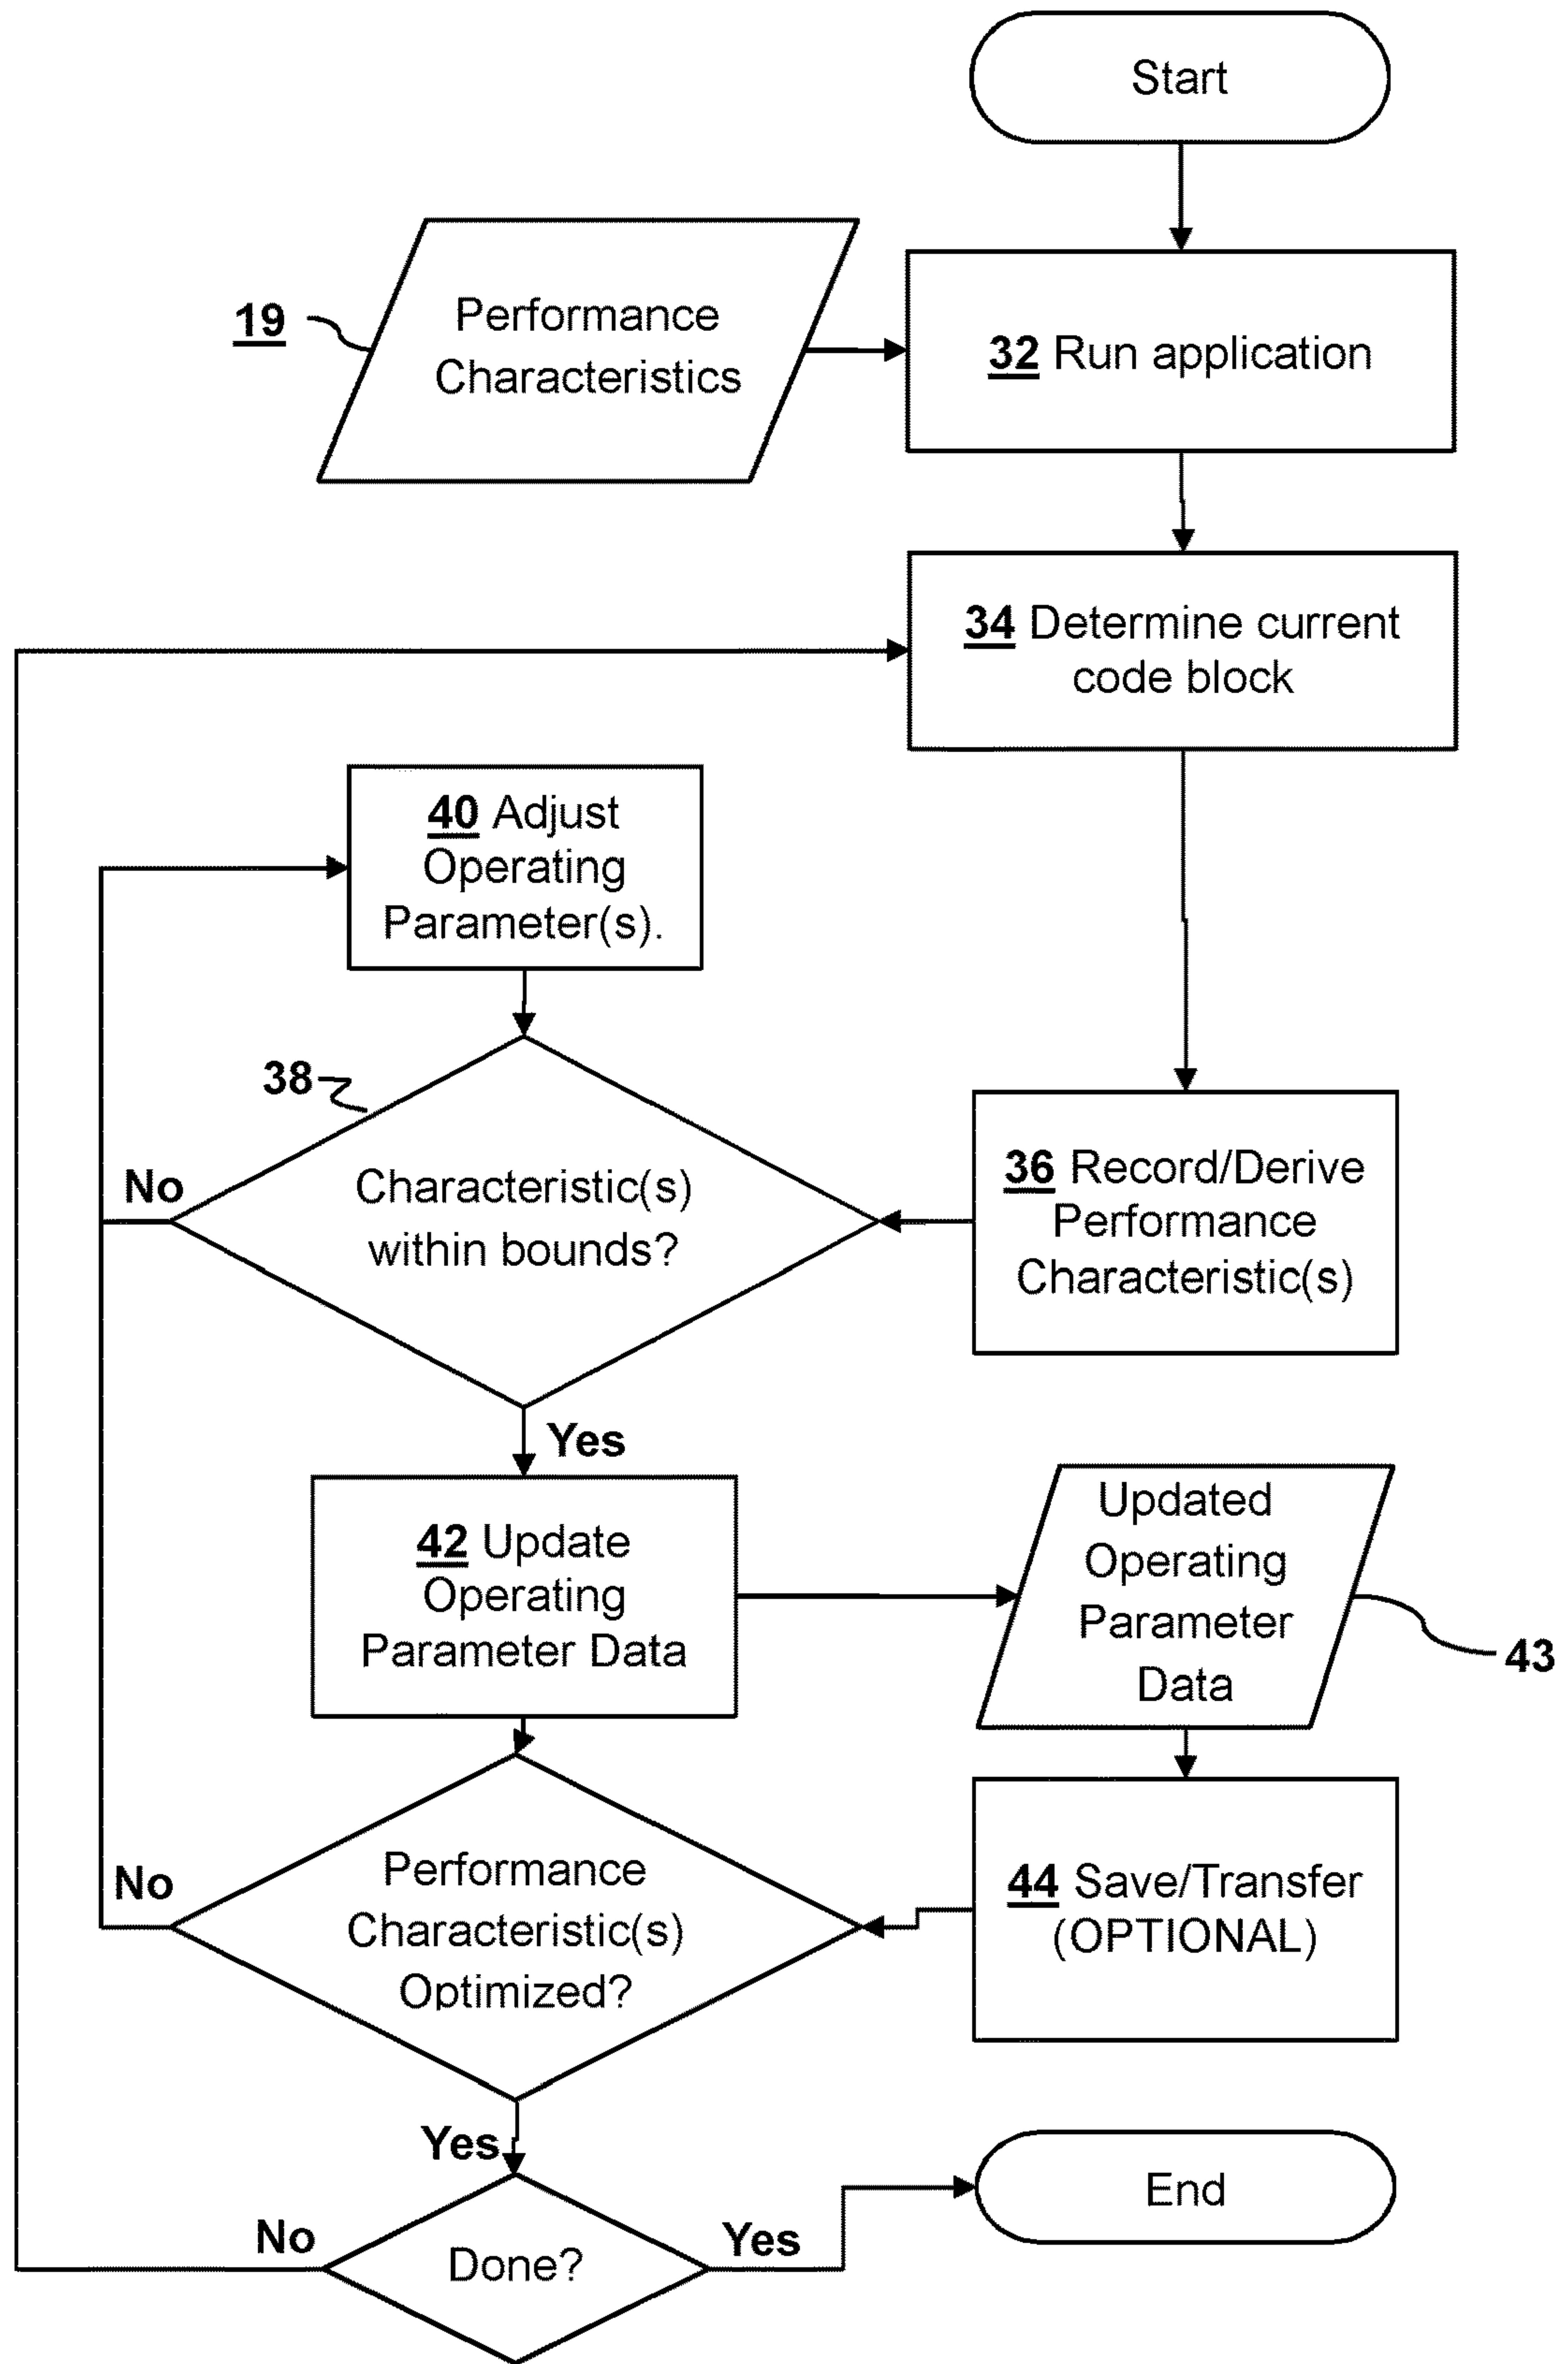 Start
Performance
Characteristics
19
32 Run application
34 Determine current
code block
40 Adjust
Operating
Parameter(s).
38
No
Characteristic(s)
within bounds?
36 Record/Derive
Performance
Characteristic(s)
Yes
42 Update
Operating
Parameter Data
Updated
Operating
Parameter
Data
43
No
Performance
Characteristic(s)
Optimized?
44 Save/Transfer
(OPTIONAL)
Yes
No
Done?
Yes
End